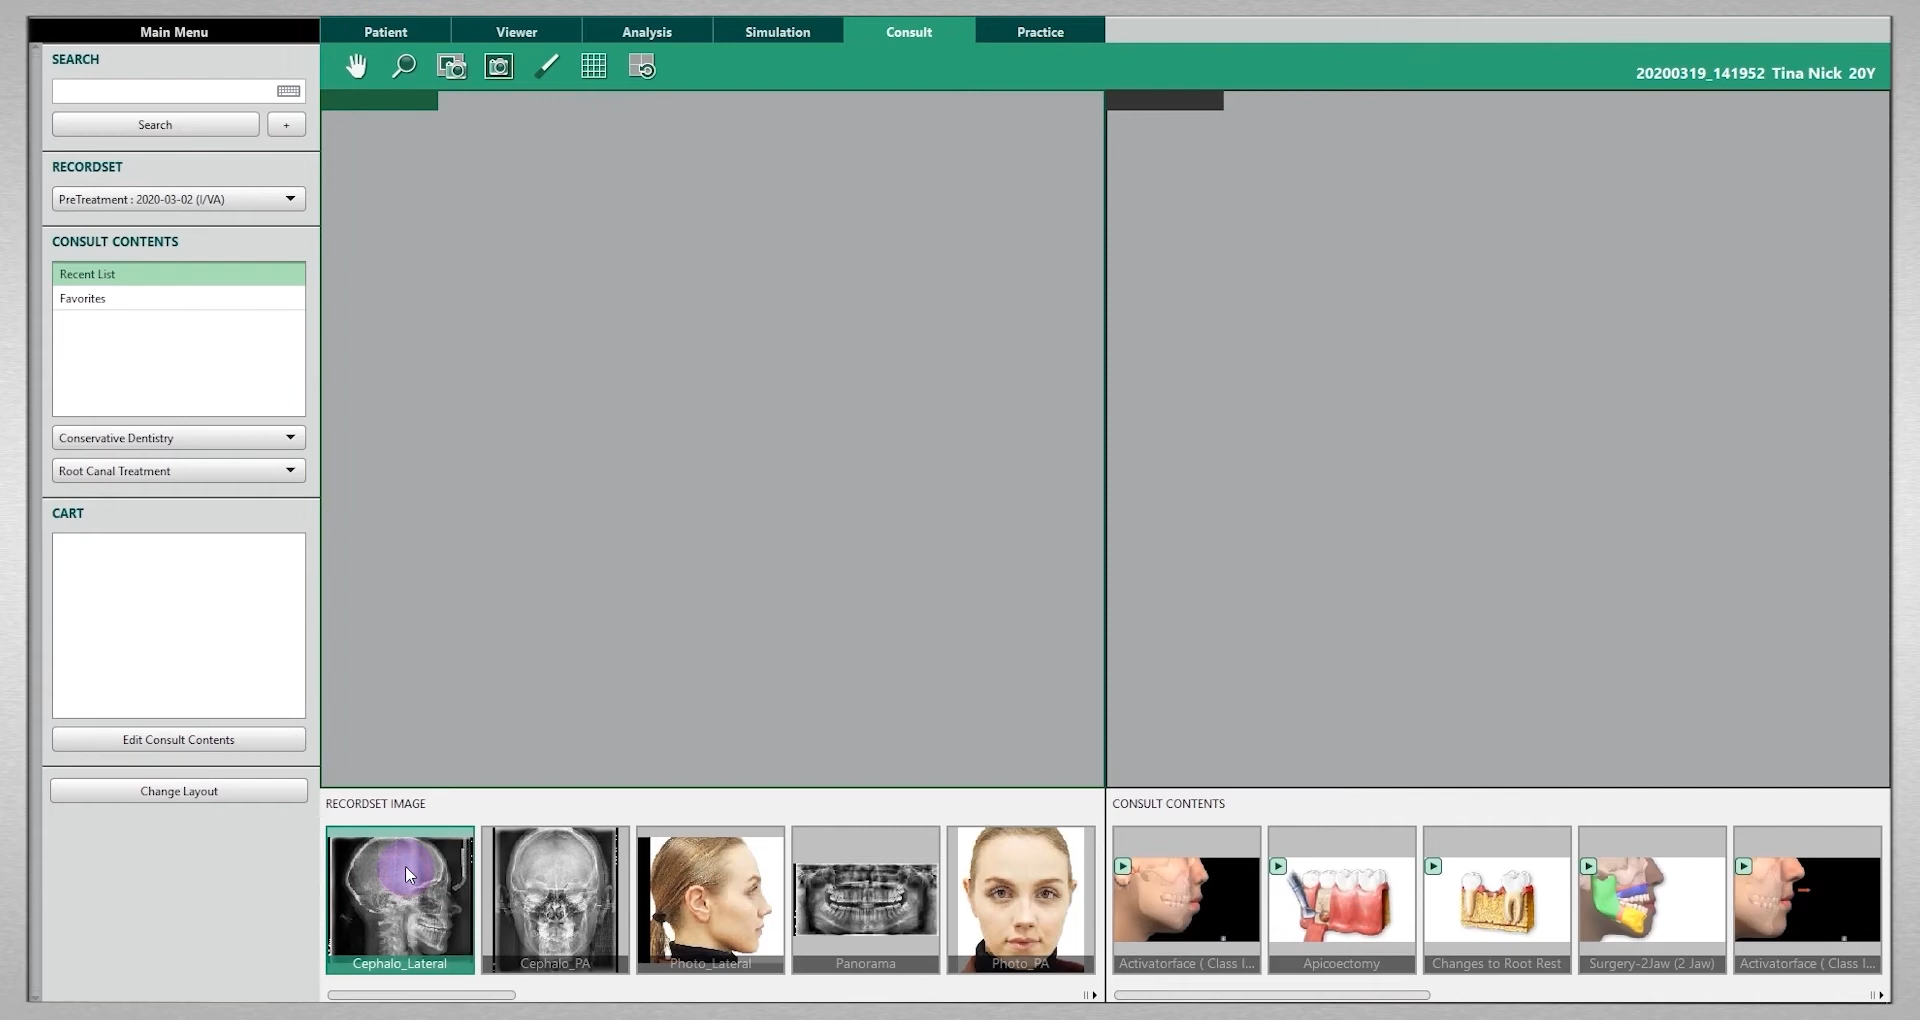 Main Menu
Patient
Viewer
Analysis
Simulation
Consult
Practice
20200319_141952 Tina Nick 20Y
SEARCH
Search
+
RECORDSET
PreTreatment : 2020-03-02 (I/VA)
CONSULT CONTENTS
Recent List
Favorites
Conservative Dentistry
Root Canal Treatment
CART
Edit Consult Contents
Change Layout
RECORDSET IMAGE
Cephalo_Lateral
Cephalo_PA
Photo_Lateral
Panorama
Photo_PA
CONSULT CONTENTS
Activatorface ( Class I...
Apicoectomy
Changes to Root Rest
Surgery-2Jaw (2 Jaw)
Activatorface ( Class I...